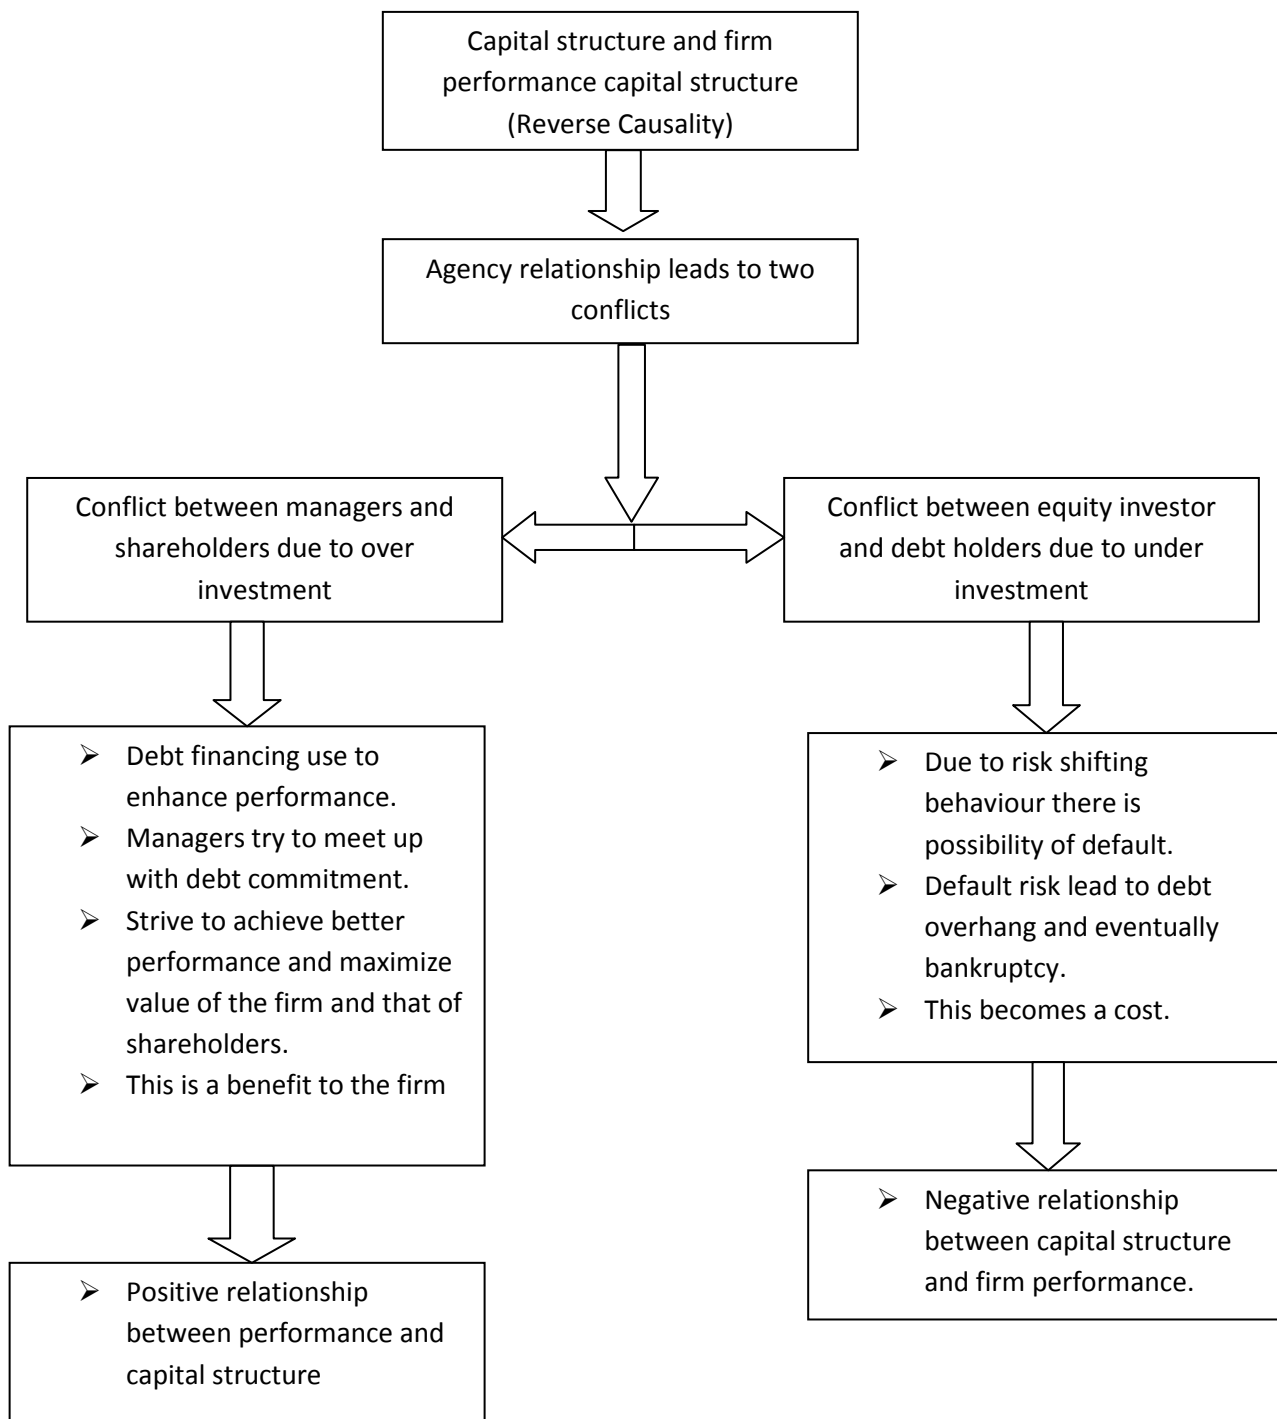 Capital structure and firm
performance capital structure
(Reverse Causality)
Agency relationship leads to two
conflicts
Conflict between managers and
shareholders due to over
investment
Conflict between equity investor
and debt holders due to under
investment
➢ Debt financing use to
enhance performance.
➢ Managers try to meet up
with debt commitment.
➢ Strive to achieve better
performance and maximize
value of the firm and that of
shareholders.
➢ This is a benefit to the firm
➢ Due to risk shifting
behaviour there is
possibility of default.
➢ Default risk lead to debt
overhang and eventually
bankruptcy.
➢ This becomes a cost.
➢ Positive relationship
between performance and
capital structure
➢ Negative relationship
between capital structure
and firm performance.